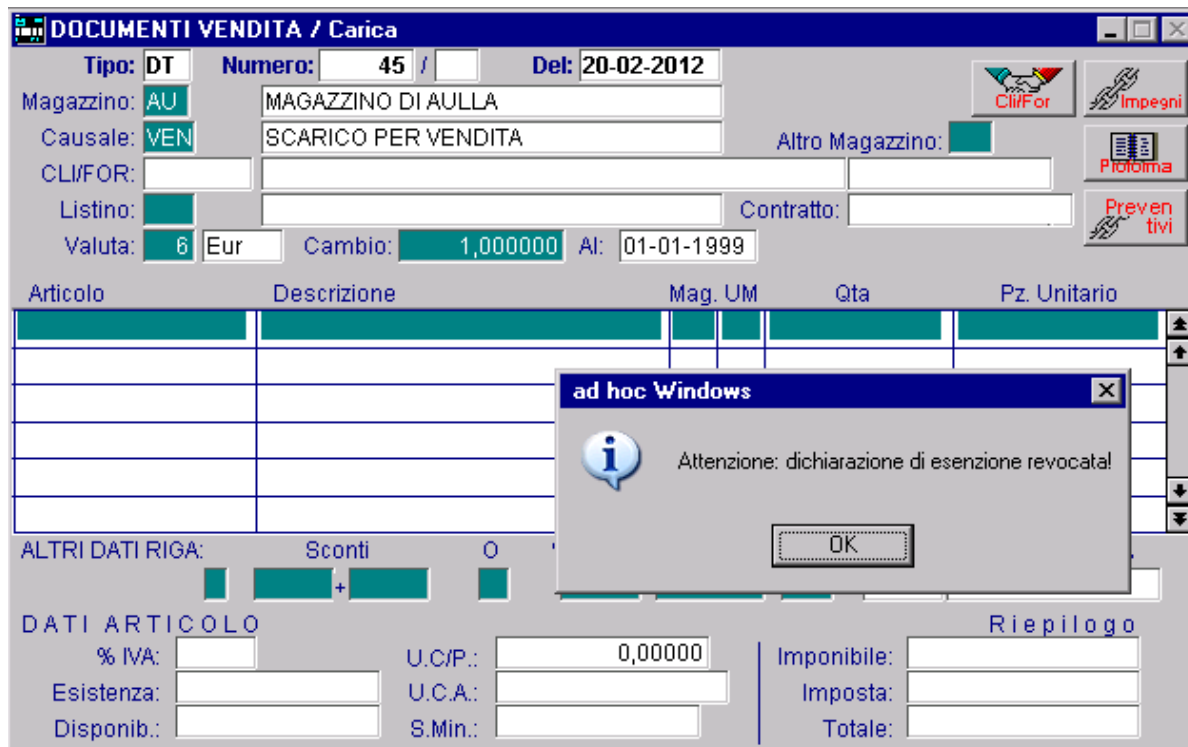 DOCUMENTI VENDITA / Carica
Tipo: DT Numero: 45 / Del: 20-02-2012
Cli/For
Impegni
Magazzino: AU MAGAZZINO DI AULLA
Causale: VEN SCARICO PER VENDITA Altro Magazzino:
Proforma
CLI/FOR:
Listino: Contratto:
Preven
tivi
Valuta: 6 Eur Cambio: 1,000000 Al: 01-01-1999
Articolo Descrizione Mag. UM Qta Pz. Unitario
ad hoc Windows
Attenzione: dichiarazione di esenzione revocata!
OK
ALTRI DATI RIGA: Sconti O
+
DATI ARTICOLO Riepilogo
% IVA: U.C/P.: 0,00000 Imponibile:
Esistenza: U.C.A.: Imposta:
Disponib.: S.Min.: Totale: